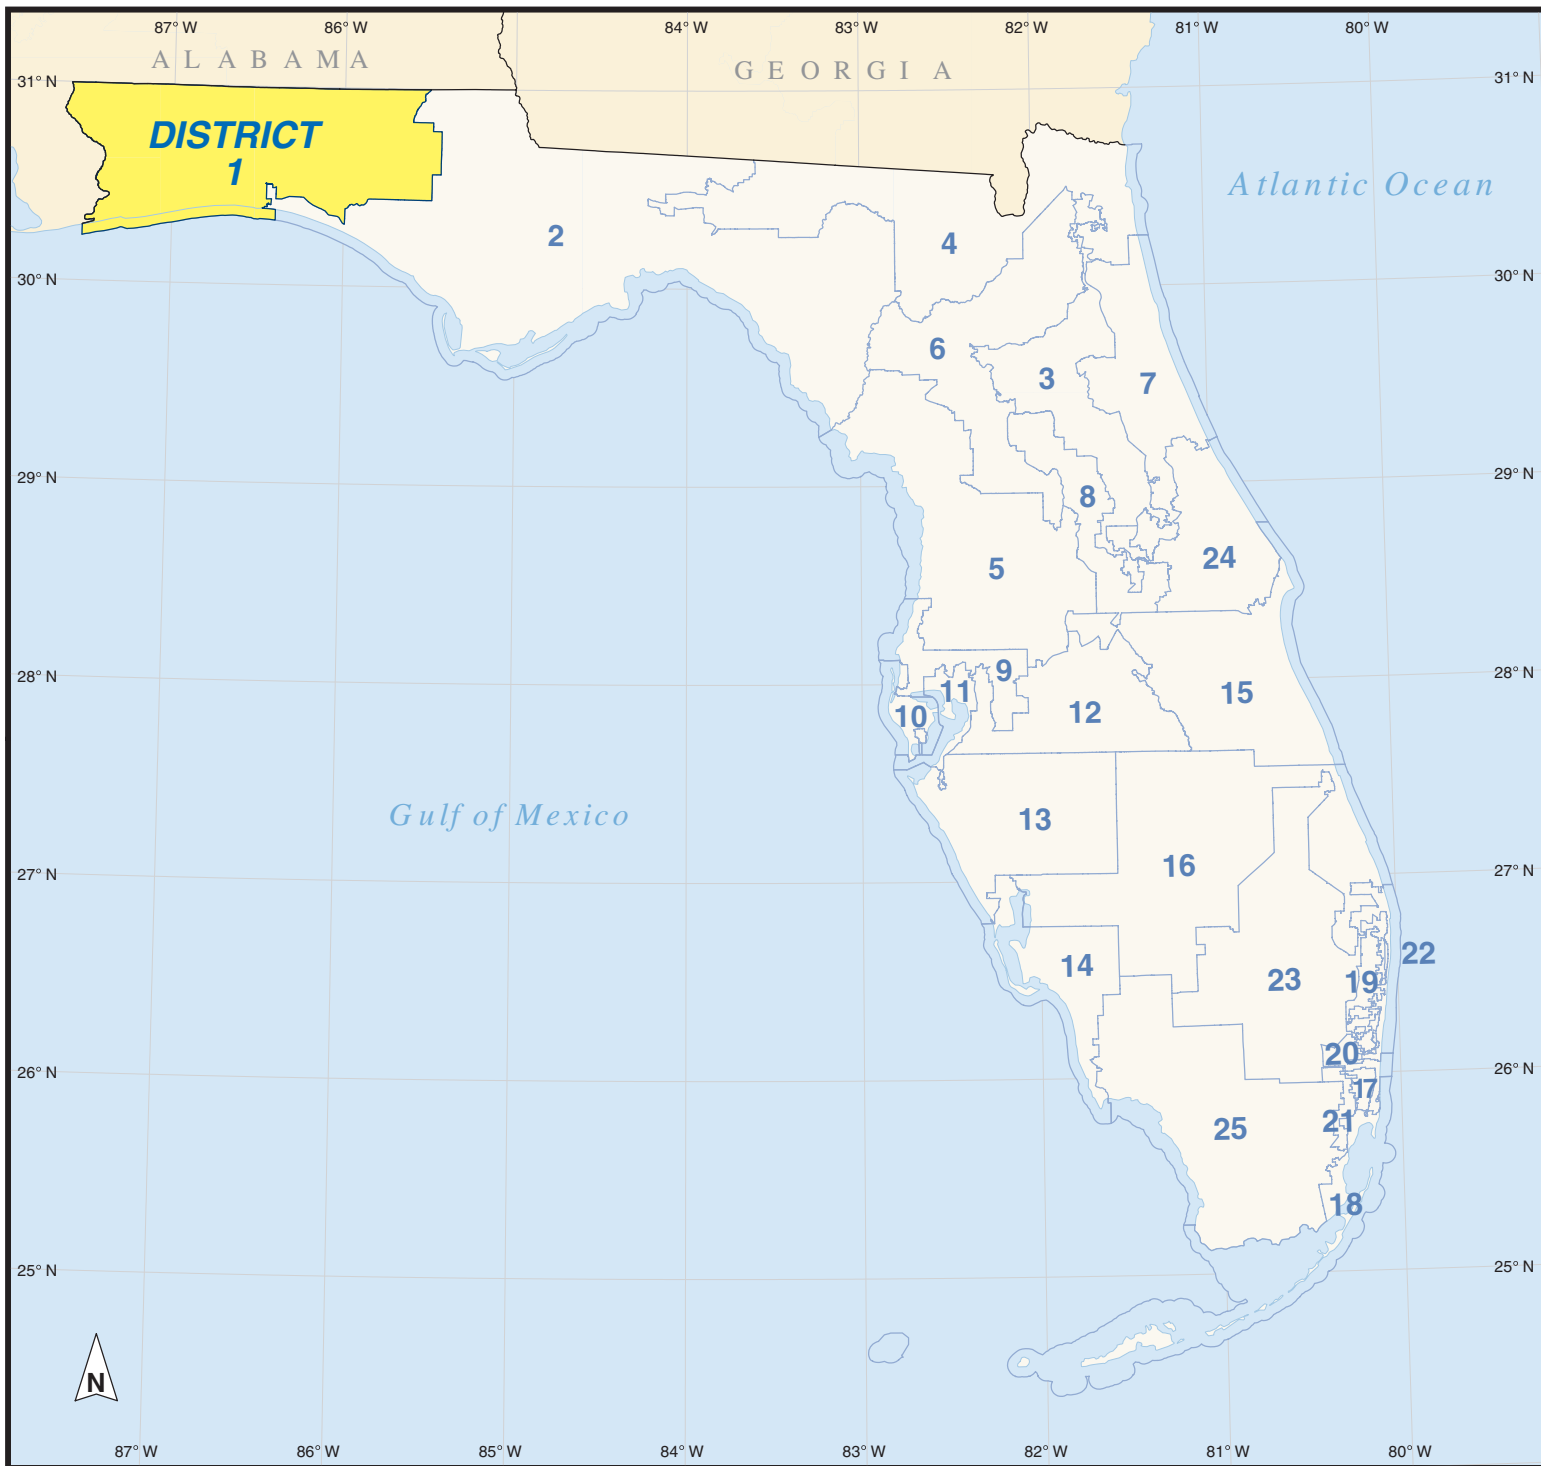 87° W 86° W 84° W 83° W 82° W 81° W 80° W
ALABAMA
GEORGIA
31° N 31° N
DISTRICT
1
Atlantic Ocean
2
4
30° N 30° N
6
3
7
29° N 29° N
8
24
5
28° N 28° N
9
11
15
10
12
Gulf of Mexico
13
16
27° N 27° N
22
14
23
19
20
26° N 26° N
17
21
25
18
25° N 25° N
N
87° W 86° W 85° W 84° W 83° W 82° W 81° W 80° W